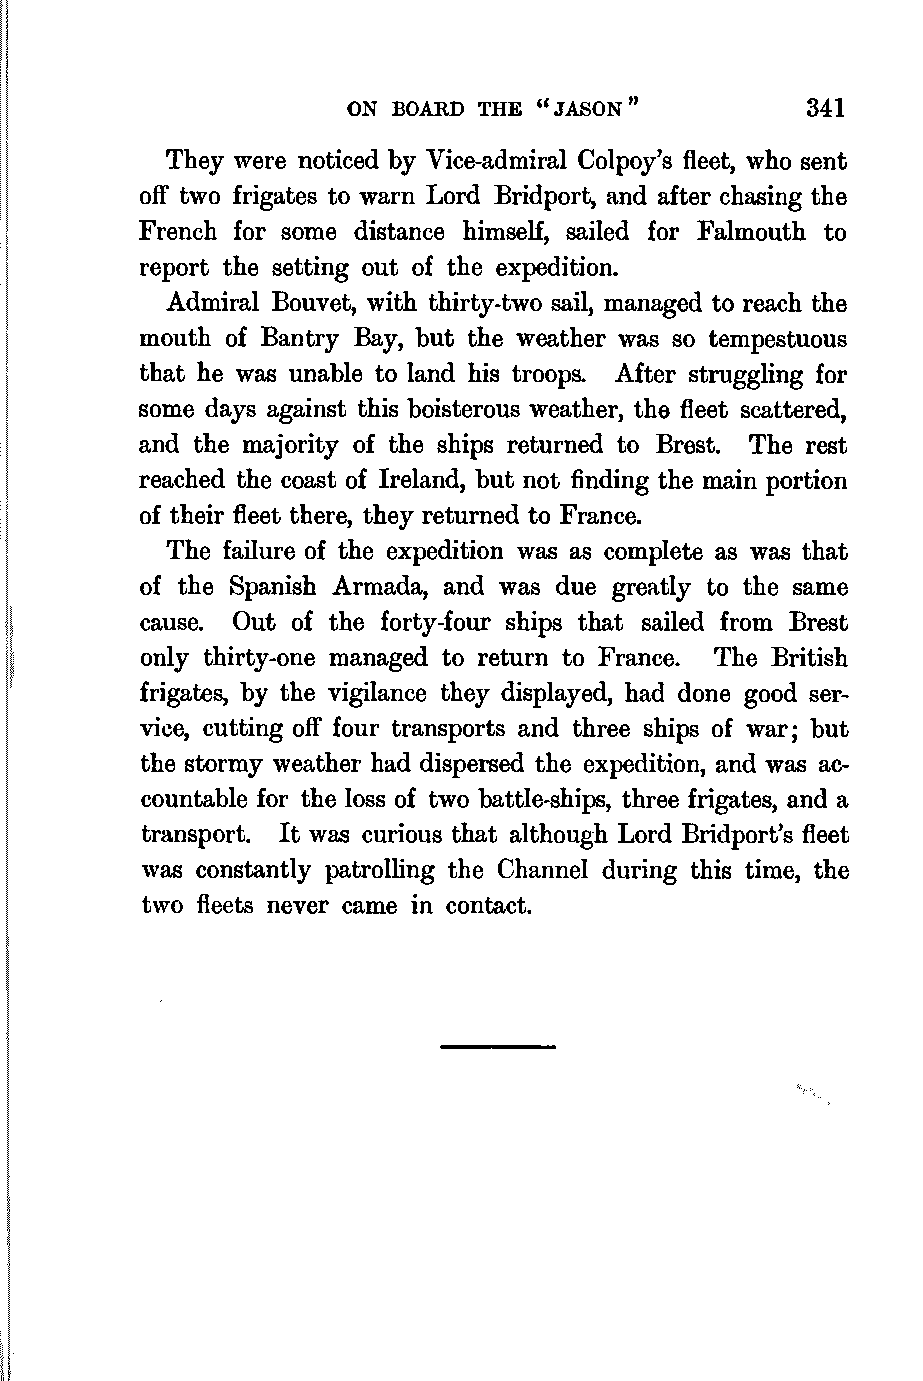 ON BOARD THE "JASON" 341
They were noticed by Vice-admiral Colpoy's fleet, who sent
off two frigates to warn Lord Bridport, and after chasing the
French for some distance himself, sailed for Falmouth to
report the setting out of the expedition.
Admiral Bouvet, with thirty-two sail, managed to reach the
mouth of Bantry Bay, but the weather was so tempestuous
that he was unable to land his troops. After struggling for
some days against this boisterous weather, the fleet scattered,
and the majority of the ships returned to Brest. The rest
reached the coast of Ireland, but not finding the main portion
of their fleet there, they returned to France.
The failure of the expedition was as complete as was that
of the Spanish Armada, and was due greatly to the same
cause. Out of the forty-four ships that sailed from Brest
only thirty-one managed to return to France. The British
frigates, by the vigilance they displayed, had done good ser-
vice, cutting off four transports and three ships of war; but
the stormy weather had dispersed the expedition, and was ac-
countable for the loss of two battle-ships, three frigates, and a
transport. It was curious that although Lord Bridport's fleet
was constantly patrolling the Channel during this time, the
two fleets never came in contact.